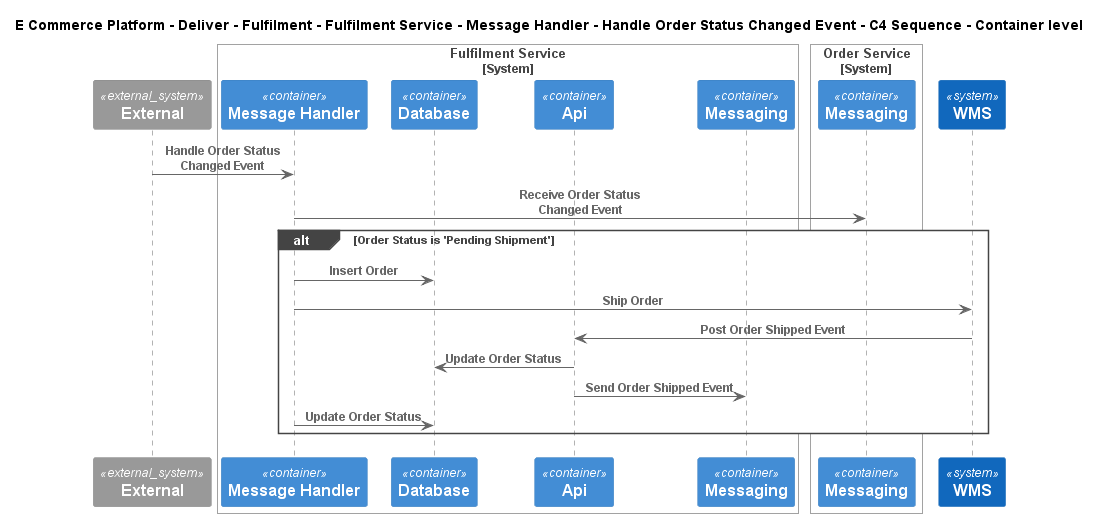 E Commerce Platform - Deliver - Fulfilment - Fulfilment Service - Message Handler - Handle Order Status Changed Event - C4 Sequence - Container level
Fulfilment Service
[System]
Order Service
[System]
«external_system»
External
«container»
Message Handler
«container»
Database
«container»
Api
«container»
Messaging
«container»
Messaging
«system»
WMS
Handle Order Status
Changed Event
Receive Order Status
Changed Event
alt
[Order Status is 'Pending Shipment']
Insert Order
Ship Order
Post Order Shipped Event
Update Order Status
Send Order Shipped Event
Update Order Status
«external_system»
External
«container»
Message Handler
«container»
Database
«container»
Api
«container»
Messaging
«container»
Messaging
«system»
WMS